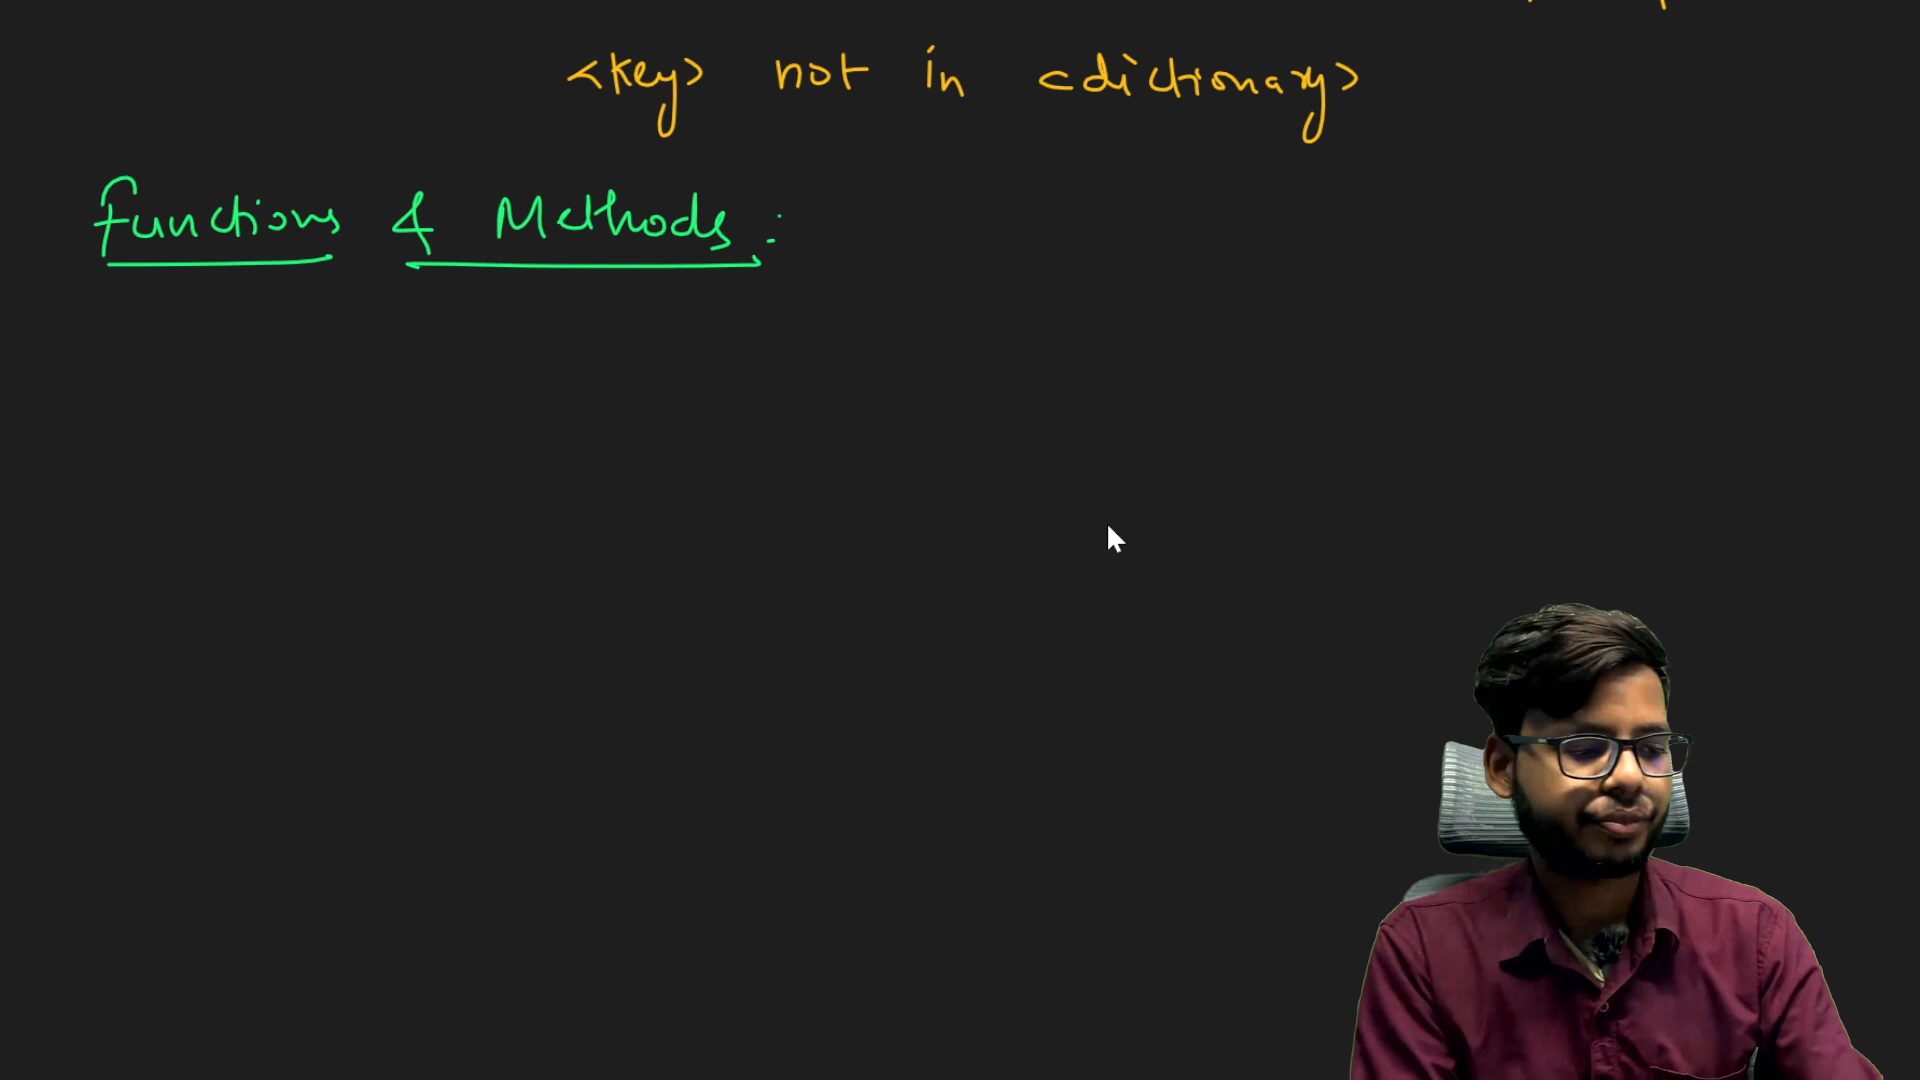 <key> not in <dictionary>
Functions & Methods :